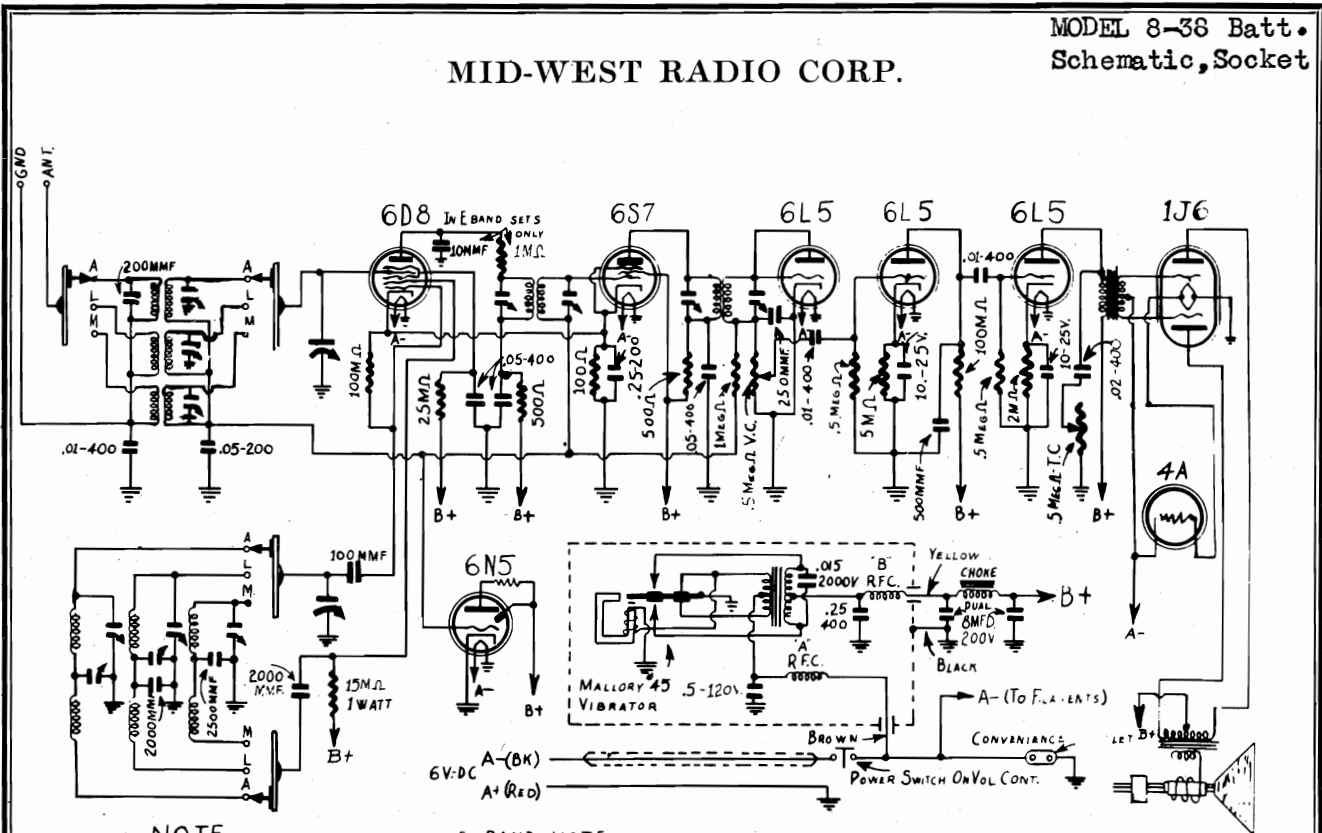 MODEL 8-38 Batt.
Schematic,Socket
MID-WEST RADIO CORP.
GND
ANT.
6D8
IN E BAND SETS
ONLY
10MMF
1MΩ
6S7
6L5
6L5
6L5
1J6
200MMF
A
L
M
A
L
M
.01-400
.05-200
100MΩ
A-
25MΩ
.05-400
500Ω
B+
B+
A-
100Ω
.25-200
500Ω
B+
.05-400
1MEGΩ
.5 MEGΩ V.C.
250MMF.
A
.01-400
.5MEGΩ
A-
5MΩ
10.-25V.
500MMF
.01-400
100MΩ
B+
.5MEGΩ
A-
2MΩ
10-25V.
.5MEGΩ-T.C
.02-400
B+
4A
A-
A
L
M
100MMF
2000MMF
2500MMF
M
L
A
2000
M.M.F.
15MΩ
1WATT
B+
6N5
A-
B+
MALLORY 45
VIBRATOR
.5-120V.
.015
2000V
"B"
R.F.C.
.25
400
"A"
R.F.C.
YELLOW
CHOKE
DUAL
8MFD.
200V
B+
BLACK
BROWN
A-(TO FILAMENTS)
CONVENIENCE
LET
B+
6V-DC
A-(BK)
A+(RED)
POWER SWITCH ON VOL CONT.
NOTE